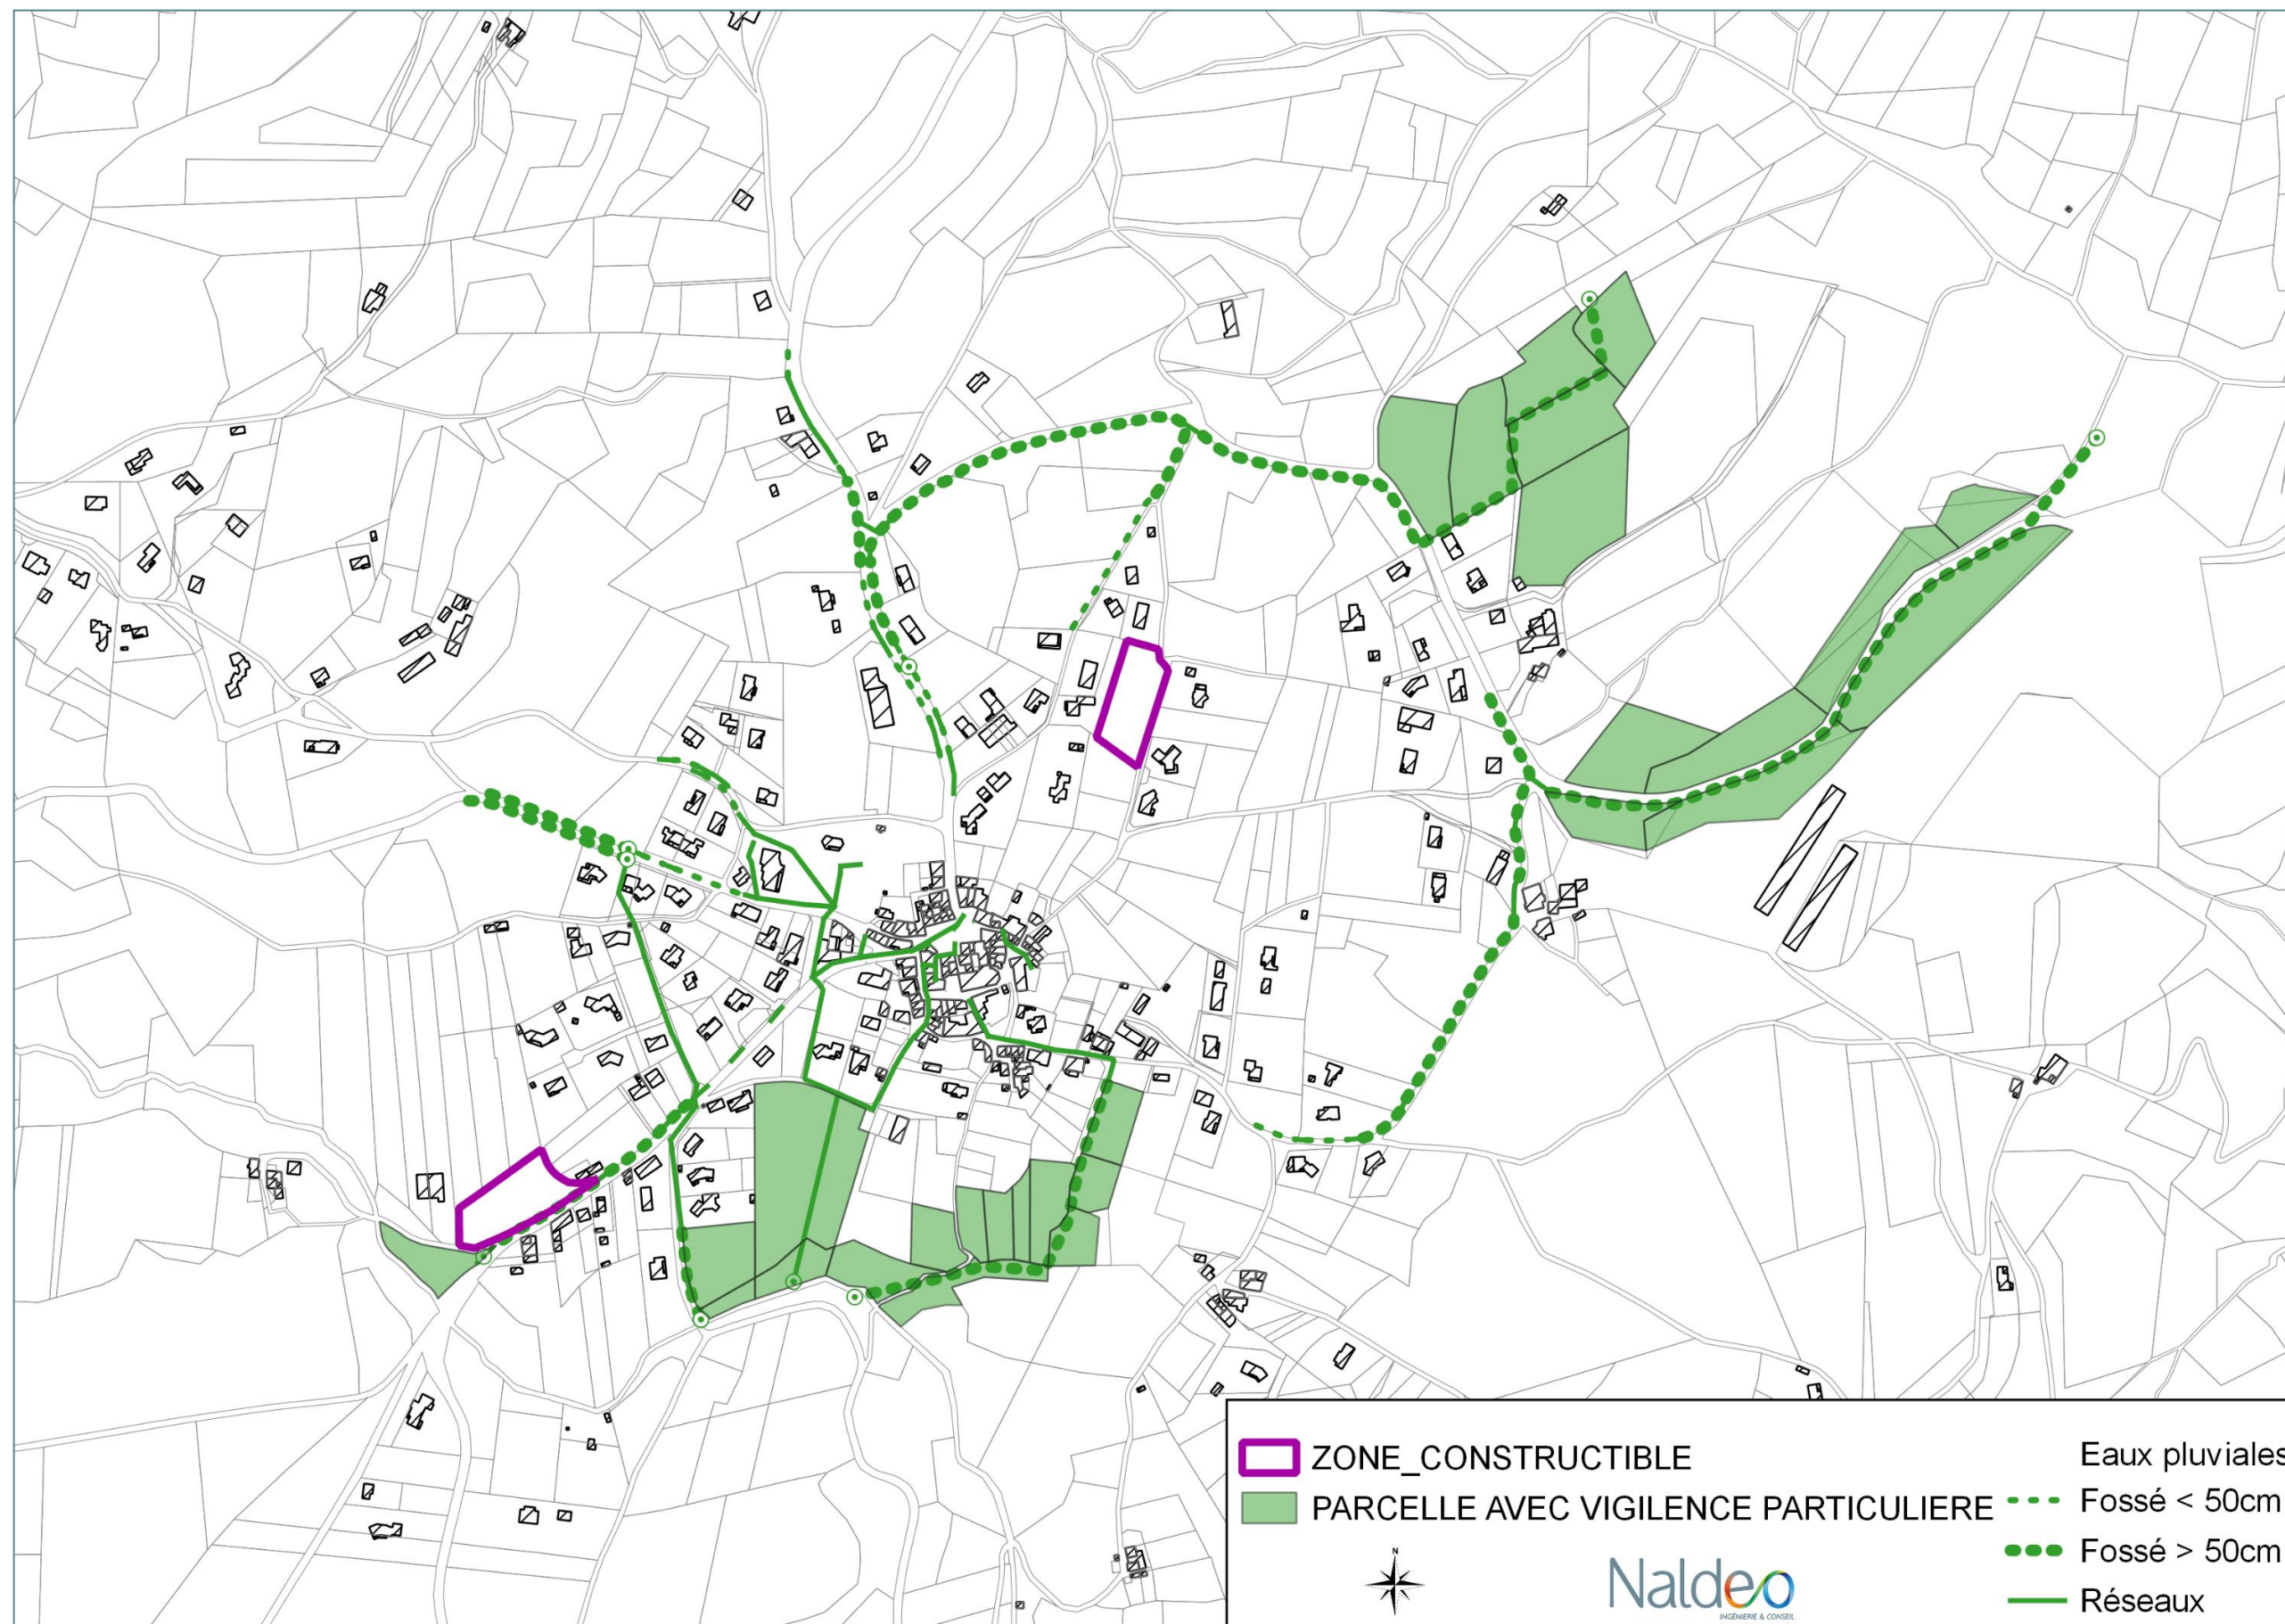 ZONE_CONSTRUCTIBLE
PARCELLE AVEC VIGILENCE PARTICULIERE
Eaux pluviales
Fossé < 50cm
Fossé > 50cm
Réseaux
N
Naldeo
INGÉNIERIE & CONSEIL